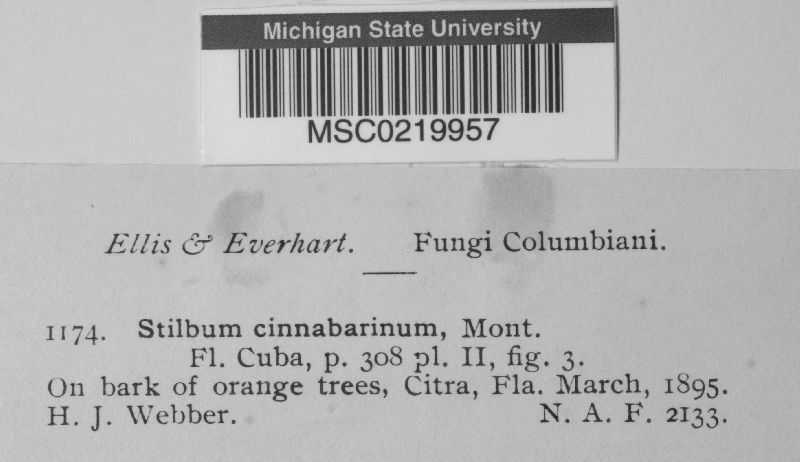 Michigan State University
MSC0219957
Ellis & Everhart. Fungi Columbiani.
1174. Stilbum cinnabarinum, Mont.
Fl. Cuba, p. 308 pl. II, fig. 3.
On bark of orange trees, Citra, Fla. March, 1895.
H. J. Webber. N. A. F. 2133.